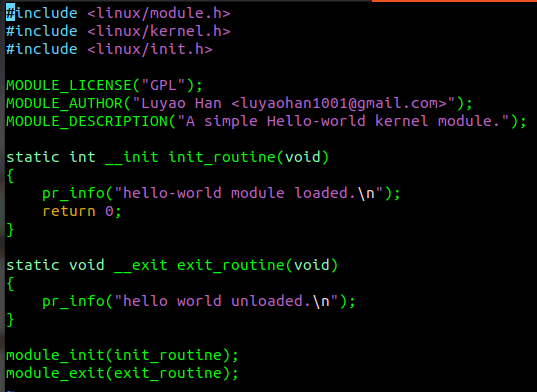 #include <linux/module.h>
#include <linux/kernel.h>
#include <linux/init.h>

MODULE_LICENSE("GPL");
MODULE_AUTHOR("Luyao Han <luyaohan1001@gmail.com>");
MODULE_DESCRIPTION("A simple Hello-world kernel module.");

static int __init init_routine(void)
{
    pr_info("hello-world module loaded.\n");
    return 0;
}

static void __exit exit_routine(void)
{
    pr_info("hello world unloaded.\n");
}

module_init(init_routine);
module_exit(exit_routine);